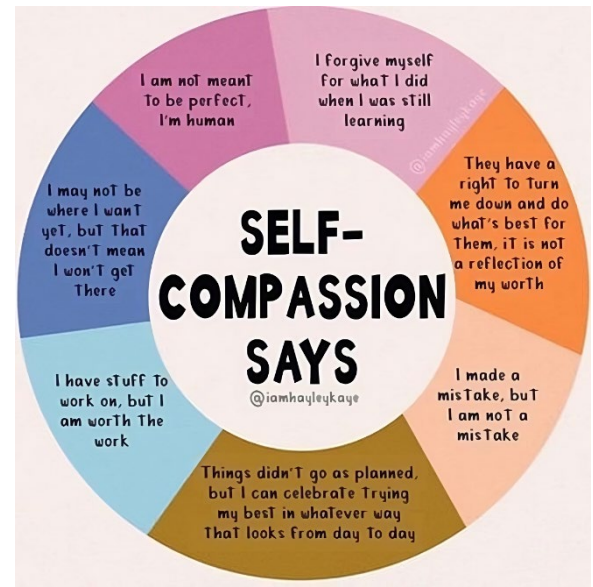 I forgive myself
for what I did
when I was still
learning
@iamhayleykaye
They have a
right to turn
me down and do
what's best for
them, it is not
a reflection of
my worth
I made a
mistake, but
I am not a
mistake
Things didn't go as planned,
but I can celebrate trying
my best in whatever way
that looks from day to day
I have stuff to
work on, but I
am worth the
work
I may not be
where I want
yet, but that
doesn't mean
I won't get
there
I am not meant
to be perfect,
I'm human
SELF-
COMPASSION
SAYS
@iamhayleykaye